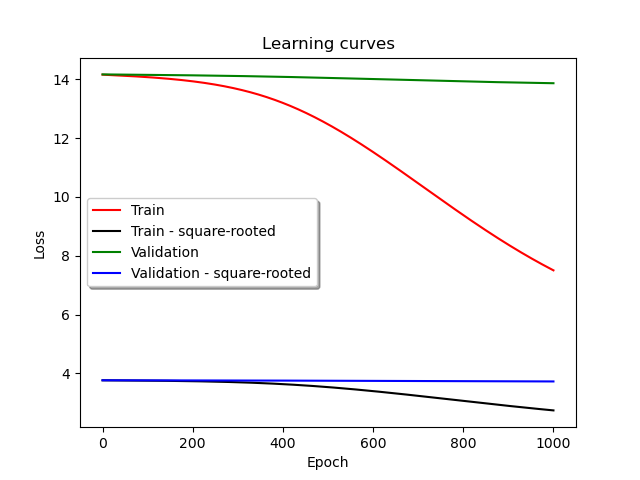 Learning curves
14
12
10
8
6
4
Loss
Train
Train - square-rooted
Validation
Validation - square-rooted
0 200 400 600 800 1000
Epoch